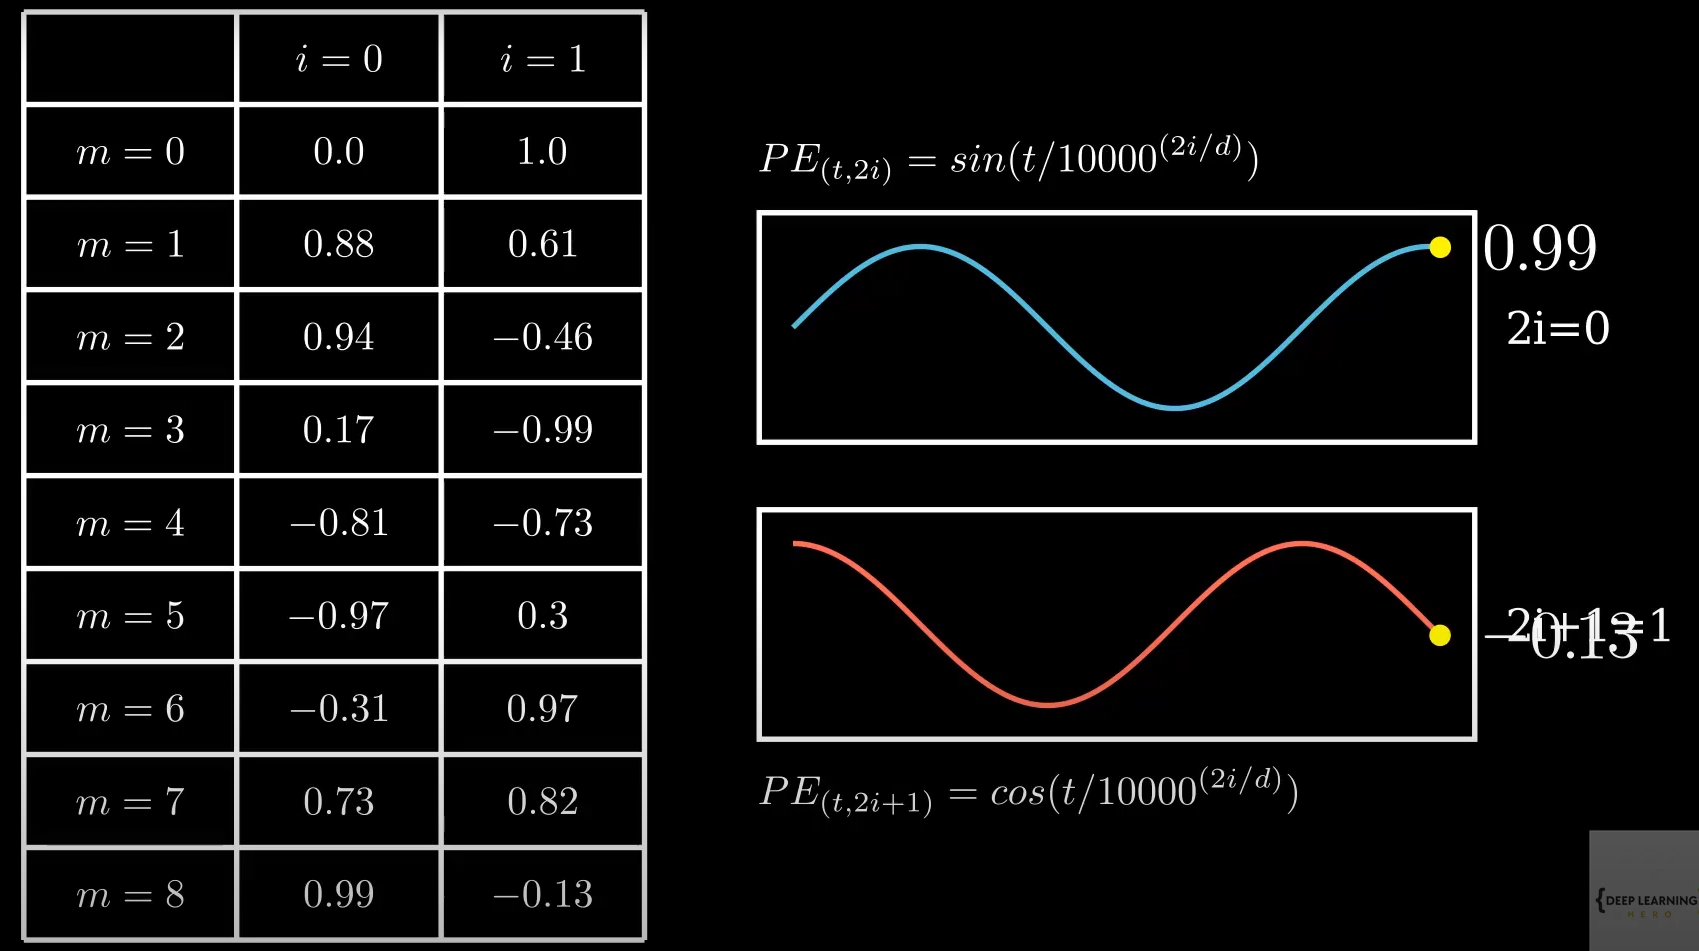 i = 0 i = 1
m = 0 0.0 1.0
m = 1 0.88 0.61
m = 2 0.94 −0.46
m = 3 0.17 −0.99
m = 4 −0.81 −0.73
m = 5 −0.97 0.3
m = 6 −0.31 0.97
m = 7 0.73 0.82
m = 8 0.99 −0.13
PE(t,2i) = sin(t/10000^(2i/d))
0.99
2i=0
2i+1=1
−0.13
PE(t,2i+1) = cos(t/10000^(2i/d))
{DEEP LEARNING
HERO